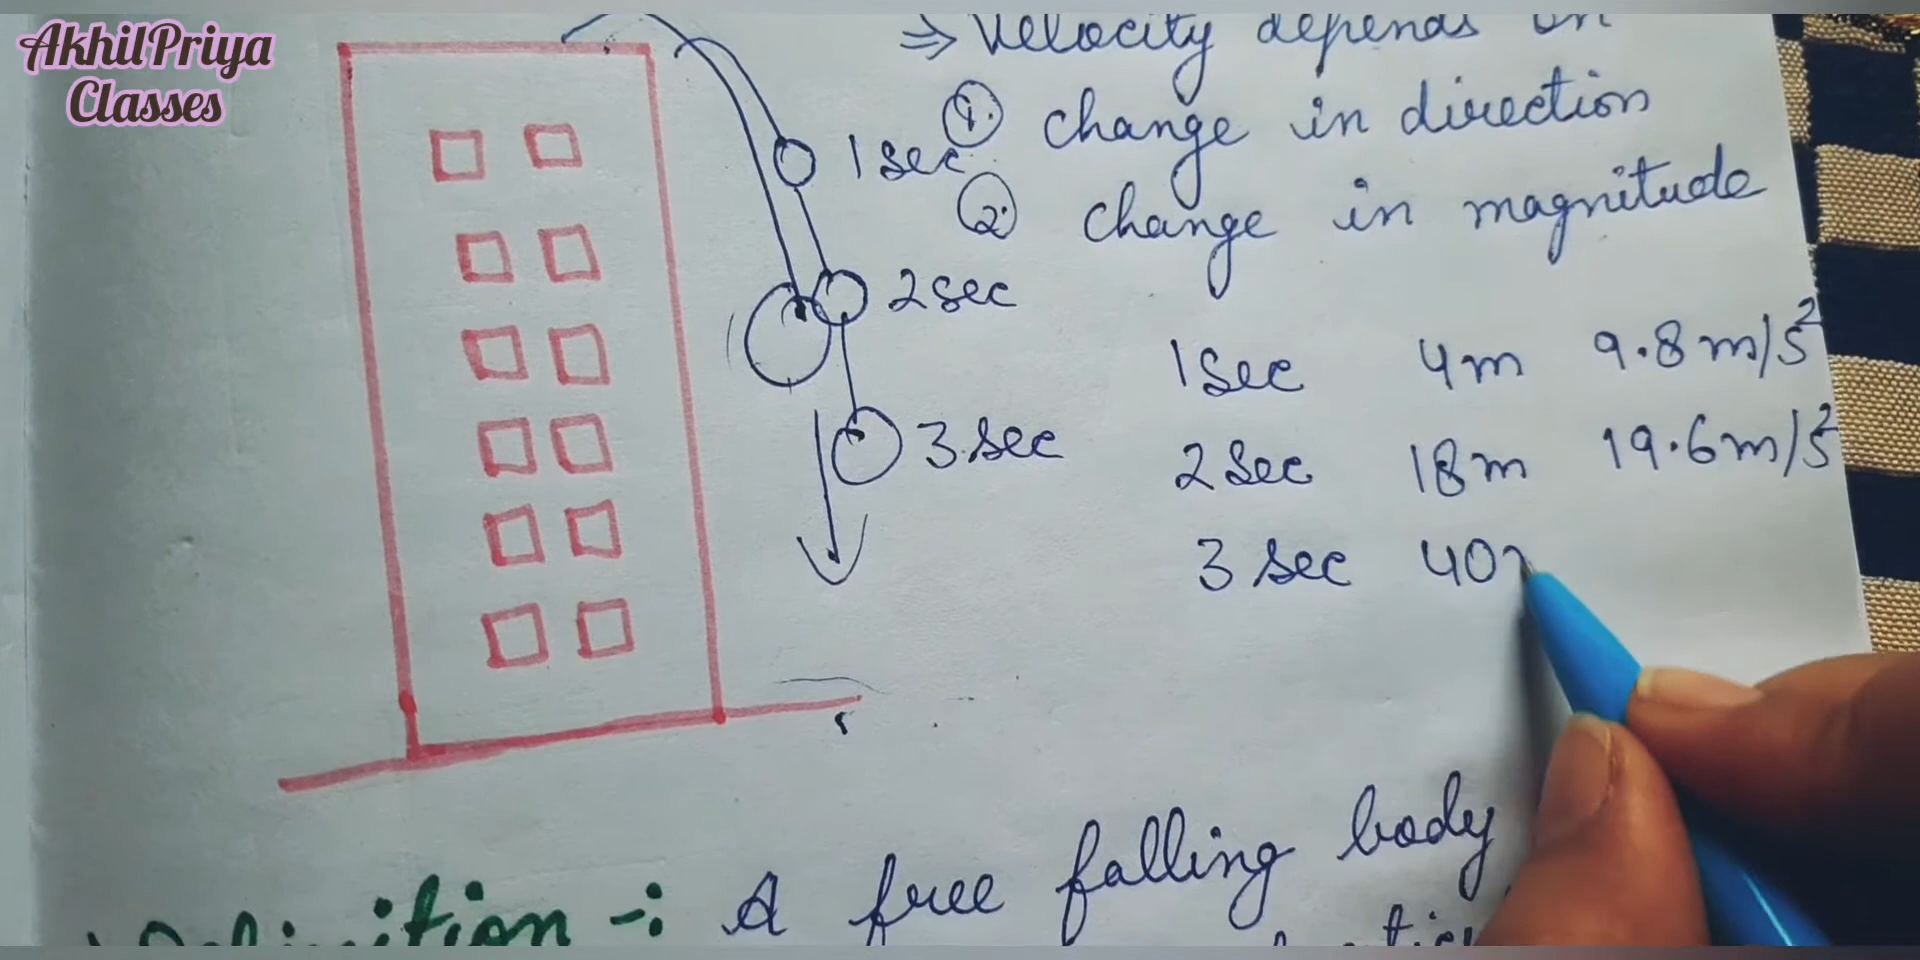 AkhilPriya
Classes
⇒ Velocity depends on
1. change in direction
2. change in magnitude
1 sec
2 sec
3 sec
1 sec 4m 9.8 m/s²
2 sec 18m 19.6 m/s²
3 sec 40
Definition -: A free falling body